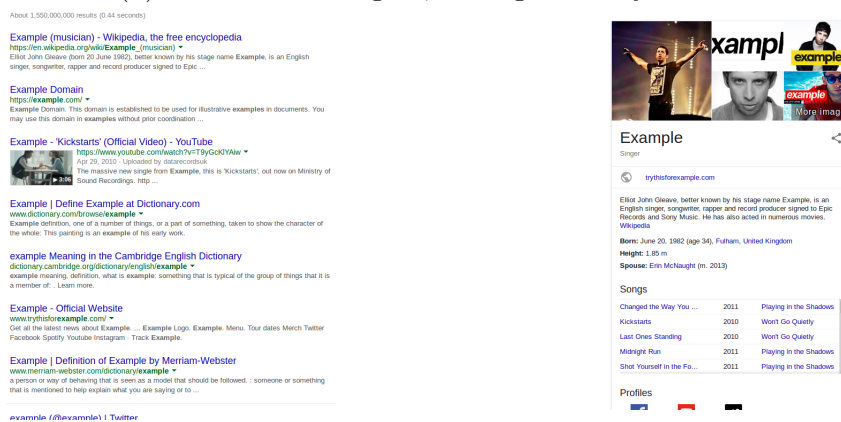 About 1,550,000,000 results (0.44 seconds)
Example (musician) - Wikipedia, the free encyclopedia
https://en.wikipedia.org/wiki/Example_(musician)
Elliot John Gleave (born 20 June 1982), better known by his stage name Example, is an English
singer, songwriter, rapper and record producer signed to Epic ...
Example Domain
https://example.com/
Example Domain. This domain is established to be used for illustrative examples in documents. You
may use this domain in examples without prior coordination ...
Example - 'Kickstarts' (Official Video) - YouTube
https://www.youtube.com/watch?v=T9yGcKlYAiw
Apr 29, 2010 - Uploaded by datarecordsuk
The massive new single from Example, this is 'Kickstarts', out now on Ministry of
3:06
Sound Recordings. http ...
Example | Define Example at Dictionary.com
www.dictionary.com/browse/example
Example definition, one of a number of things, or a part of something, taken to show the character of
the whole: This painting is an example of his early work.
example Meaning in the Cambridge English Dictionary
dictionary.cambridge.org/dictionary/english/example
example meaning, definition, what is example: something that is typical of the group of things that it is
a member of: . Learn more.
Example - Official Website
www.trythisforexample.com/
Get all the latest news about Example. ... Example Logo. Example. Menu. Tour dates Merch Twitter
Facebook Spotify Youtube Instagram - Track Example.
Example | Definition of Example by Merriam-Webster
www.merriam-webster.com/dictionary/example
a person or way of behaving that is seen as a model that should be followed. : someone or something
that is mentioned to help explain what you are saying or to ...
example (@example) | Twitter
xampl
example
example
More imag
Example
Singer
trythisforexample.com
Elliot John Gleave, better known by his stage name Example, is an
English singer, songwriter, rapper and record producer signed to Epic
Records and Sony Music. He has also acted in numerous movies.
Wikipedia
Born: June 20, 1982 (age 34), Fulham, United Kingdom
Height: 1.85 m
Spouse: Erin McNaught (m. 2013)
Songs
Changed the Way You ... 2011 Playing in the Shadows
Kickstarts 2010 Won't Go Quietly
Last Ones Standing 2010 Won't Go Quietly
Midnight Run 2011 Playing in the Shadows
Shot Yourself in the Fo... 2011 Playing in the Shadows
Profiles